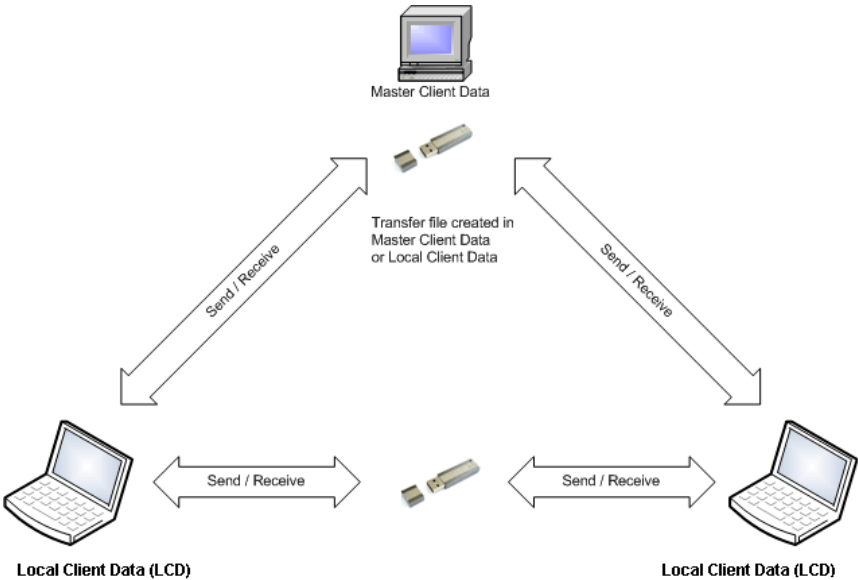 Master Client Data
Transfer file created in
Master Client Data
or Local Client Data
Send / Receive
Send / Receive
Send / Receive
Send / Receive
Local Client Data (LCD)
Local Client Data (LCD)